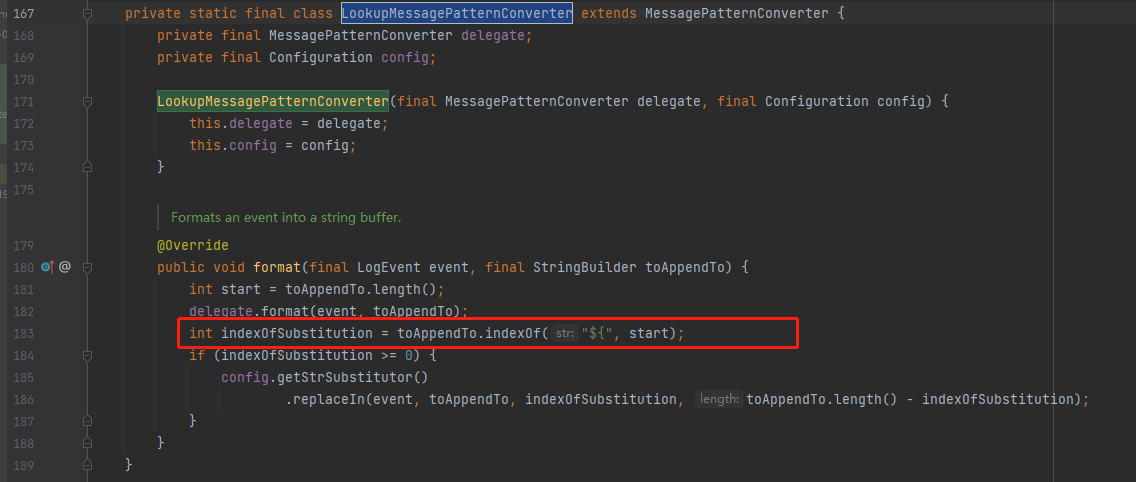 167 private static final class LookupMessagePatternConverter extends MessagePatternConverter {
168 private final MessagePatternConverter delegate;
169 private final Configuration config;
170
171 LookupMessagePatternConverter(final MessagePatternConverter delegate, final Configuration config) {
172 this.delegate = delegate;
173 this.config = config;
174 }
175
Formats an event into a string buffer.
179 @Override
180 @ public void format(final LogEvent event, final StringBuilder toAppendTo) {
181 int start = toAppendTo.length();
182 delegate.format(event, toAppendTo);
183 int indexOfSubstitution = toAppendTo.indexOf( str: "${", start);
184 if (indexOfSubstitution >= 0) {
185 config.getStrSubstitutor()
186 .replaceIn(event, toAppendTo, indexOfSubstitution, length: toAppendTo.length() - indexOfSubstitution);
187 }
188 }
189 }